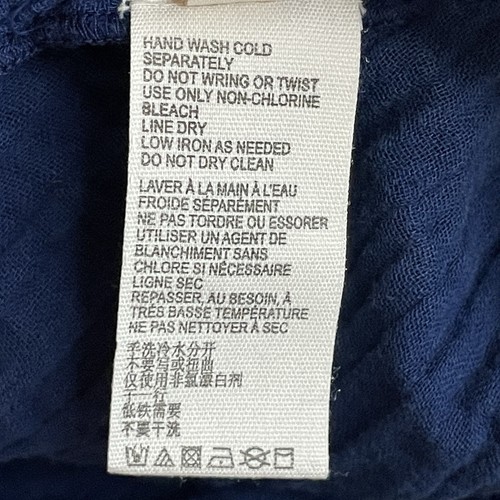 HAND WASH COLD
SEPARATELY
DO NOT WRING OR TWIST
USE ONLY NON-CHLORINE
BLEACH
LINE DRY
LOW IRON AS NEEDED
DO NOT DRY CLEAN
LAVER À LA MAIN À L'EAU
FROIDE SÉPARÉMENT
NE PAS TORDRE OU ESSORER
UTILISER UN AGENT DE
BLANCHIMENT SANS
CHLORE SI NÉCESSAIRE
LIGNE SEC
REPASSER, AU BESOIN, À
TRÈS BASSE TEMPÉRATURE
NE PAS NETTOYER À SEC
手洗冷水分开
不要写或扭曲
仅使用非氯漂白剂
干一行
低铁需要
不要干洗